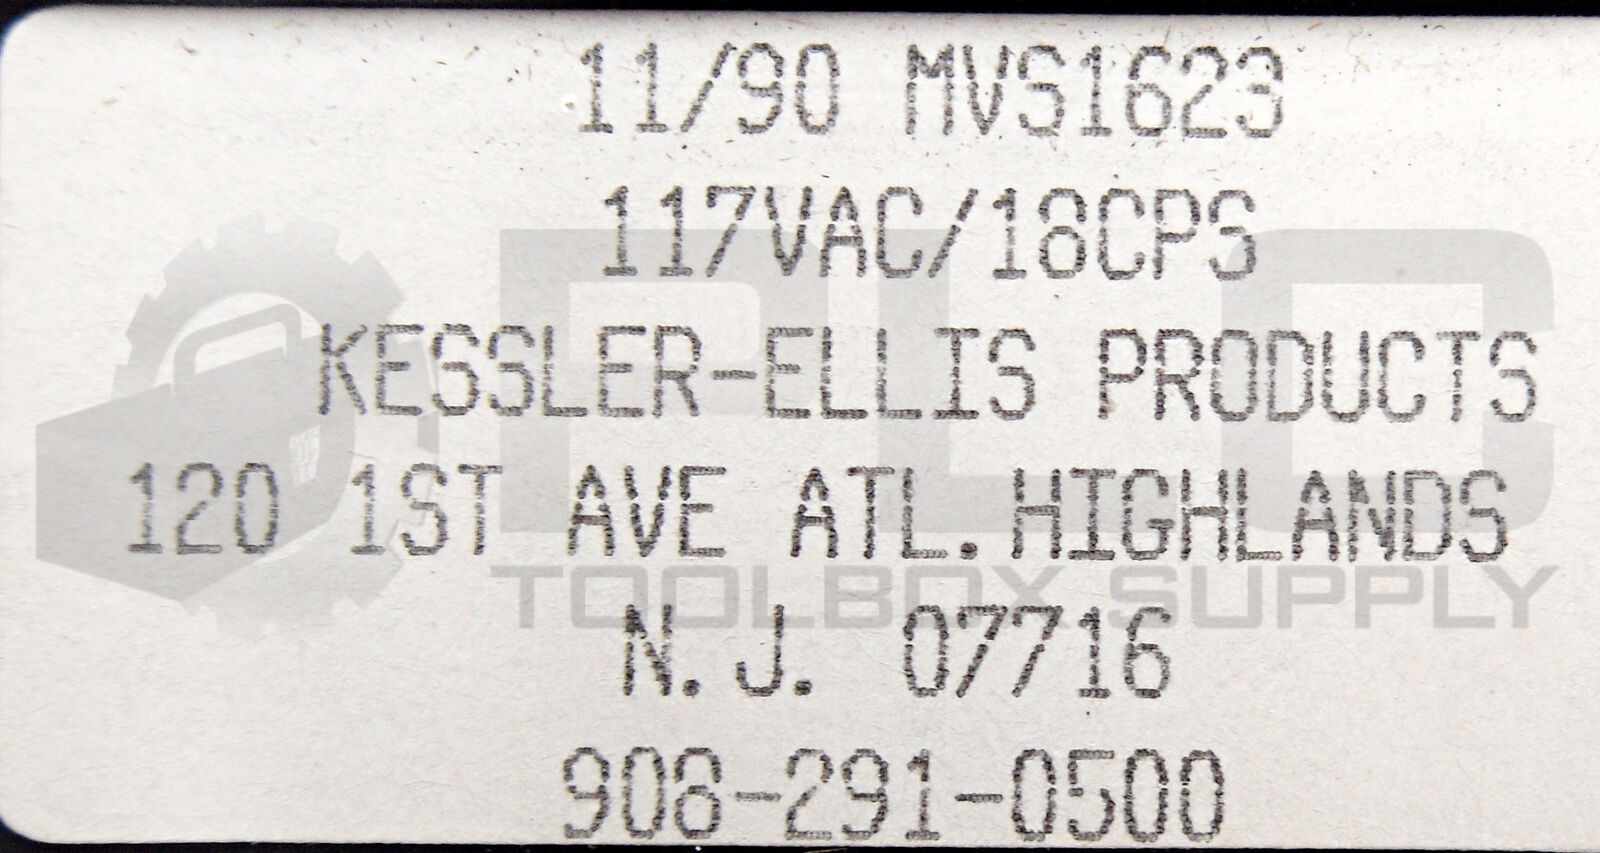 11/90 MVS1623
117VAC/18CPS
KESSLER-ELLIS PRODUCTS
120 1ST AVE ATL.HIGHLANDS
N.J. 07716
908-291-0500
PLC
TOOLBOX SUPPLY